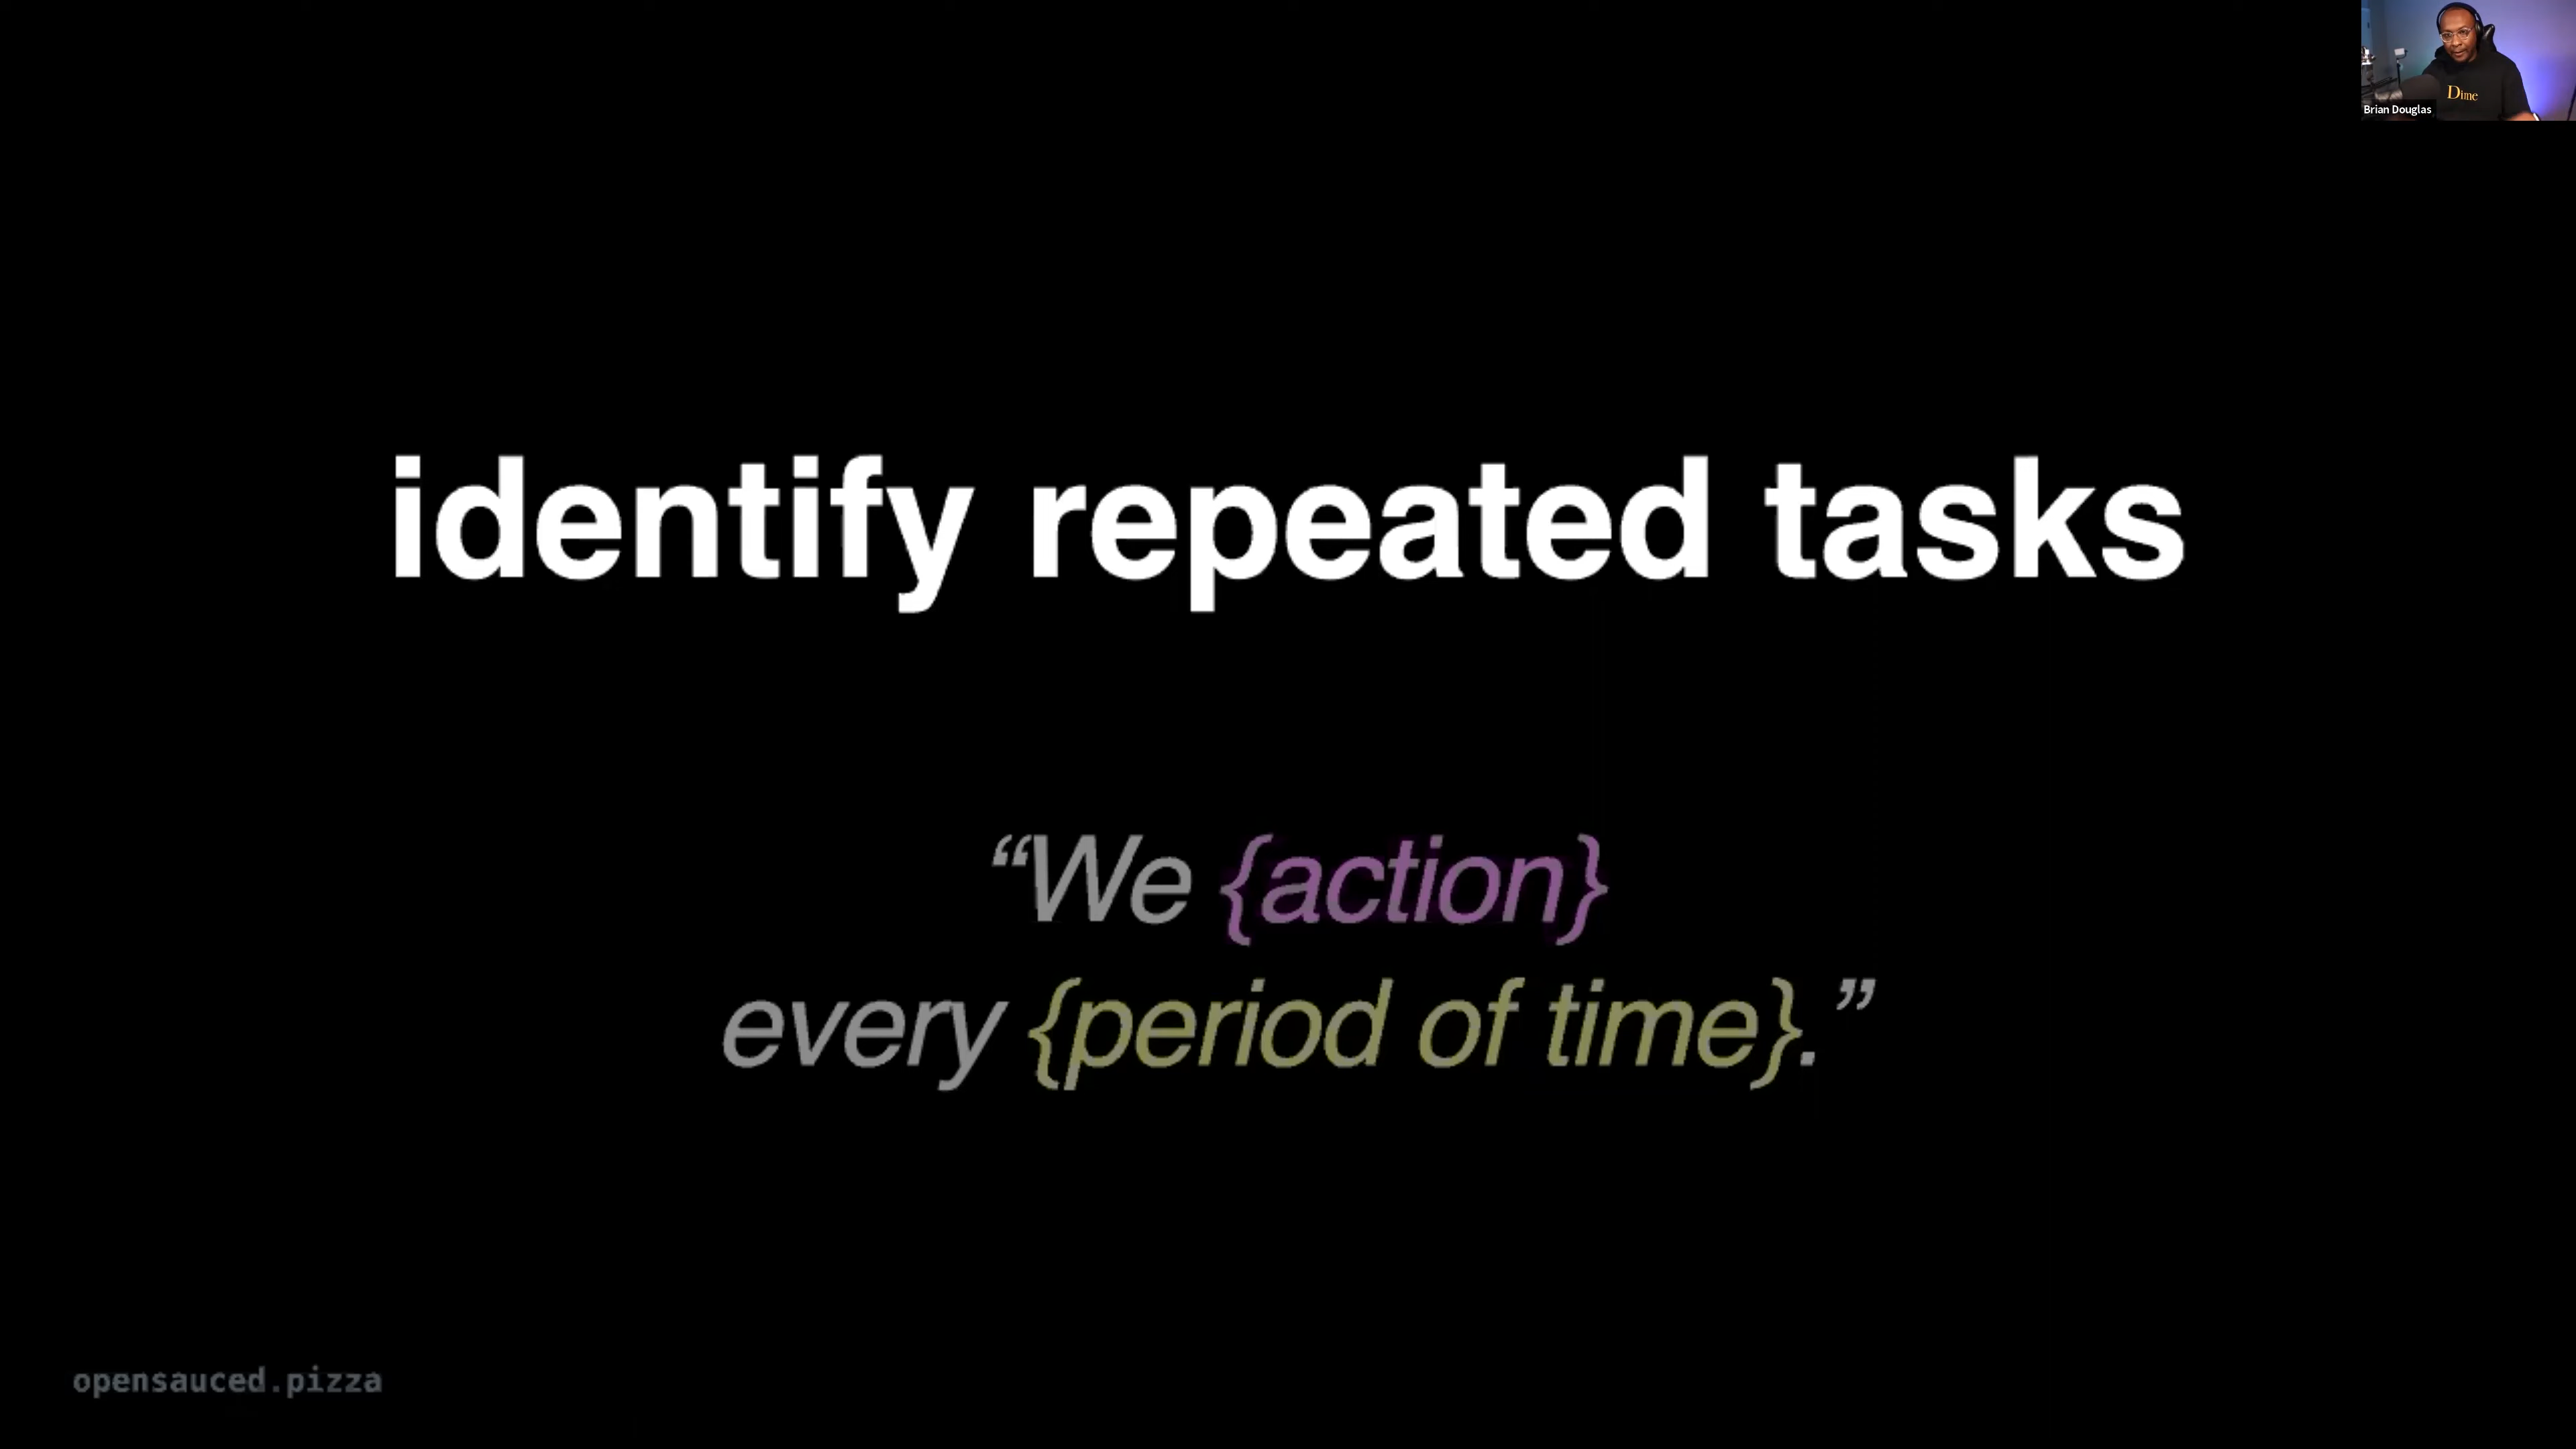 Dime
Brian Douglas
identify repeated tasks
“We {action}
every {period of time}.”
opensauced.pizza